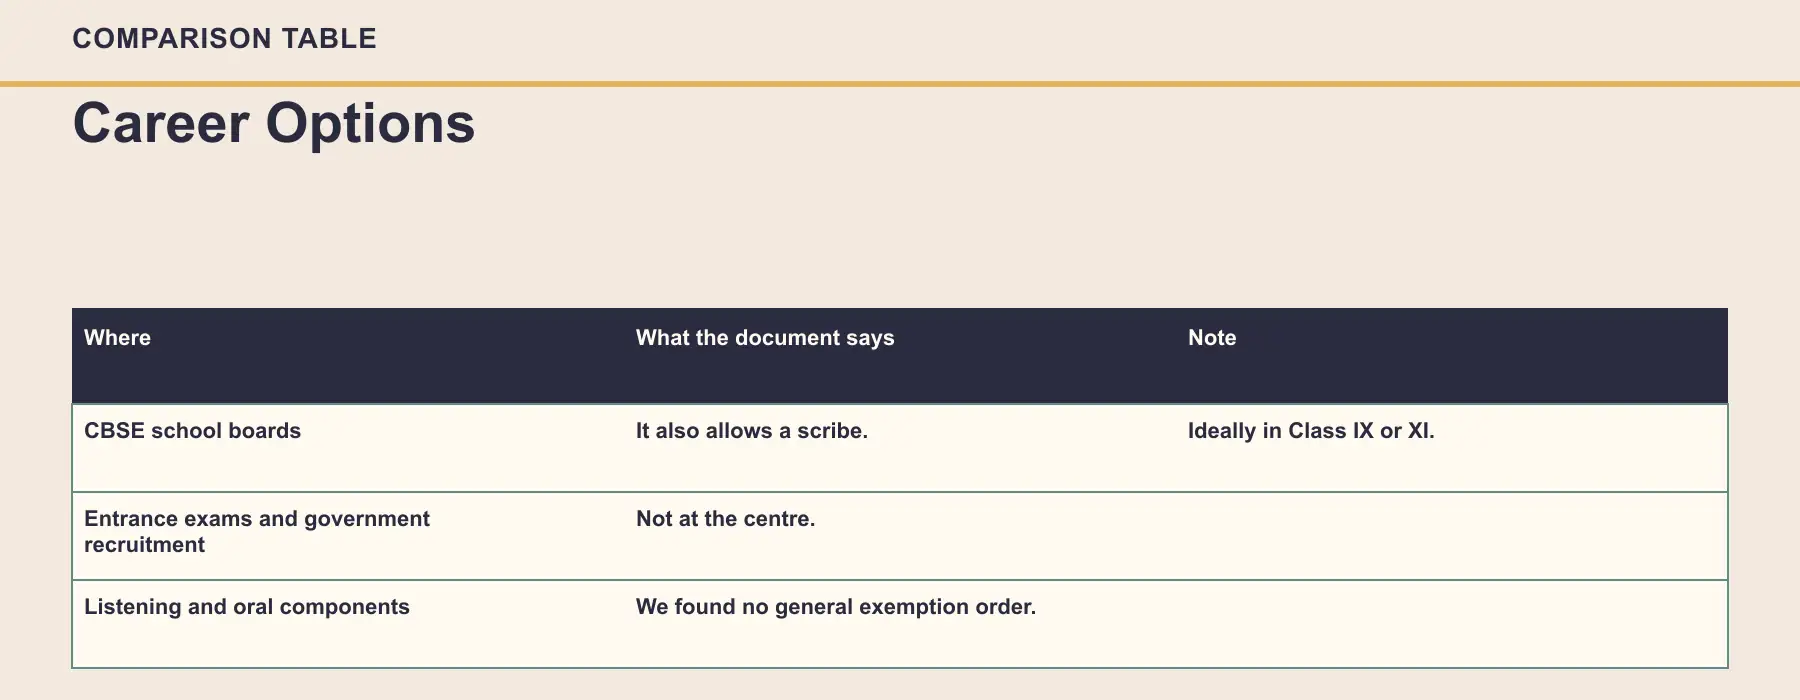 COMPARISON TABLE
Career Options
Where What the document says Note
CBSE school boards It also allows a scribe. Ideally in Class IX or XI.
Entrance exams and government Not at the centre.
recruitment
Listening and oral components We found no general exemption order.